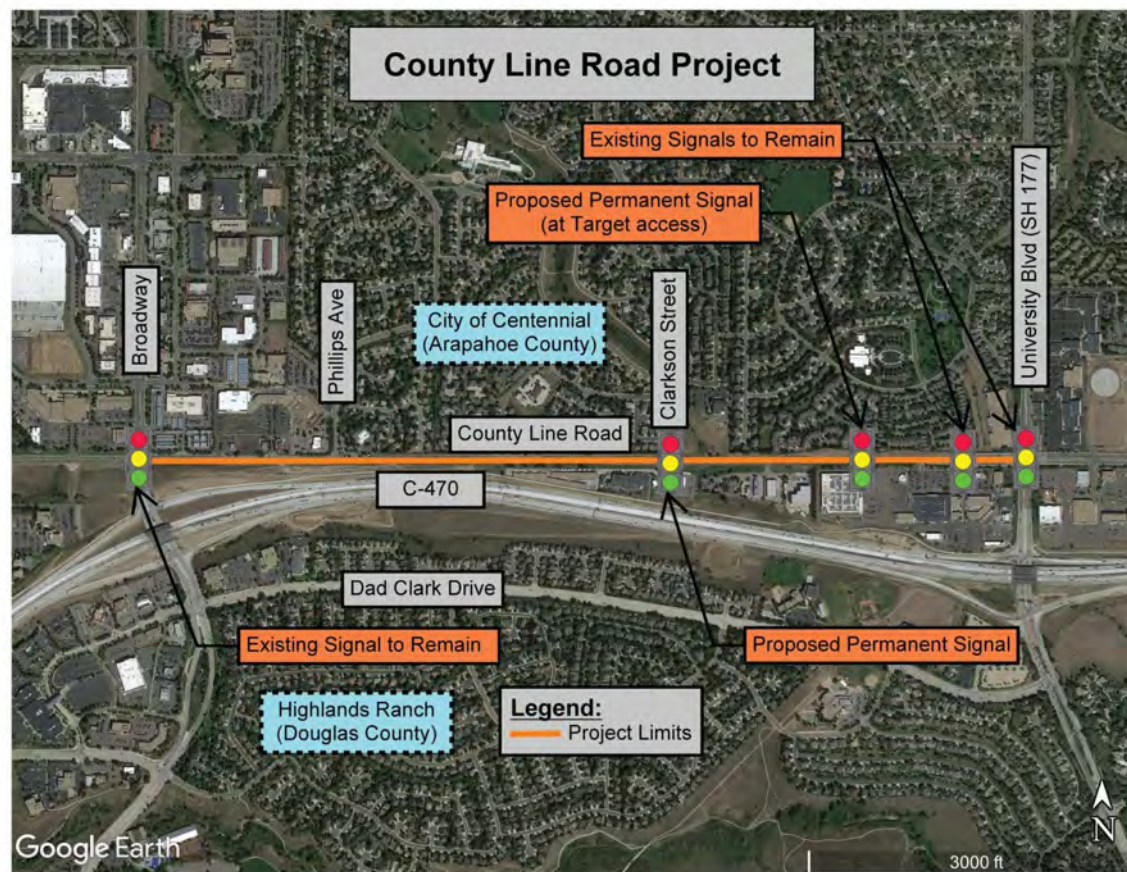 County Line Road Project
Existing Signals to Remain
Proposed Permanent Signal
(at Target access)
University Blvd (SH 177)
Broadway
Phillips Ave
City of Centennial
(Arapahoe County)
Clarkson Street
County Line Road
C-470
Dad Clark Drive
Existing Signal to Remain
Proposed Permanent Signal
Highlands Ranch
(Douglas County)
Legend:
Project Limits
N
Google Earth
3000 ft